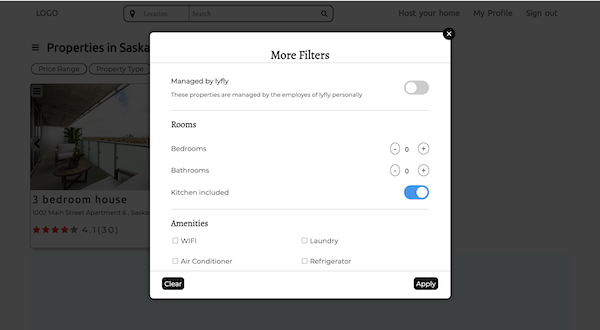 LOGO
Location
Search
Host your home
My Profile
Sign out
Properties in Saska
Price Range
Property Type
3 bedroom house
1002 Main Street Apartment 6 , Saska
4.1(30)
More Filters
Managed by lyfly
These properties are managed by the employes of lyfly personally
Rooms
Bedrooms
- 0 +
Bathrooms
- 0 +
Kitchen included
Amenities
WIFI
Laundry
Air Conditioner
Refrigerator
Clear
Apply